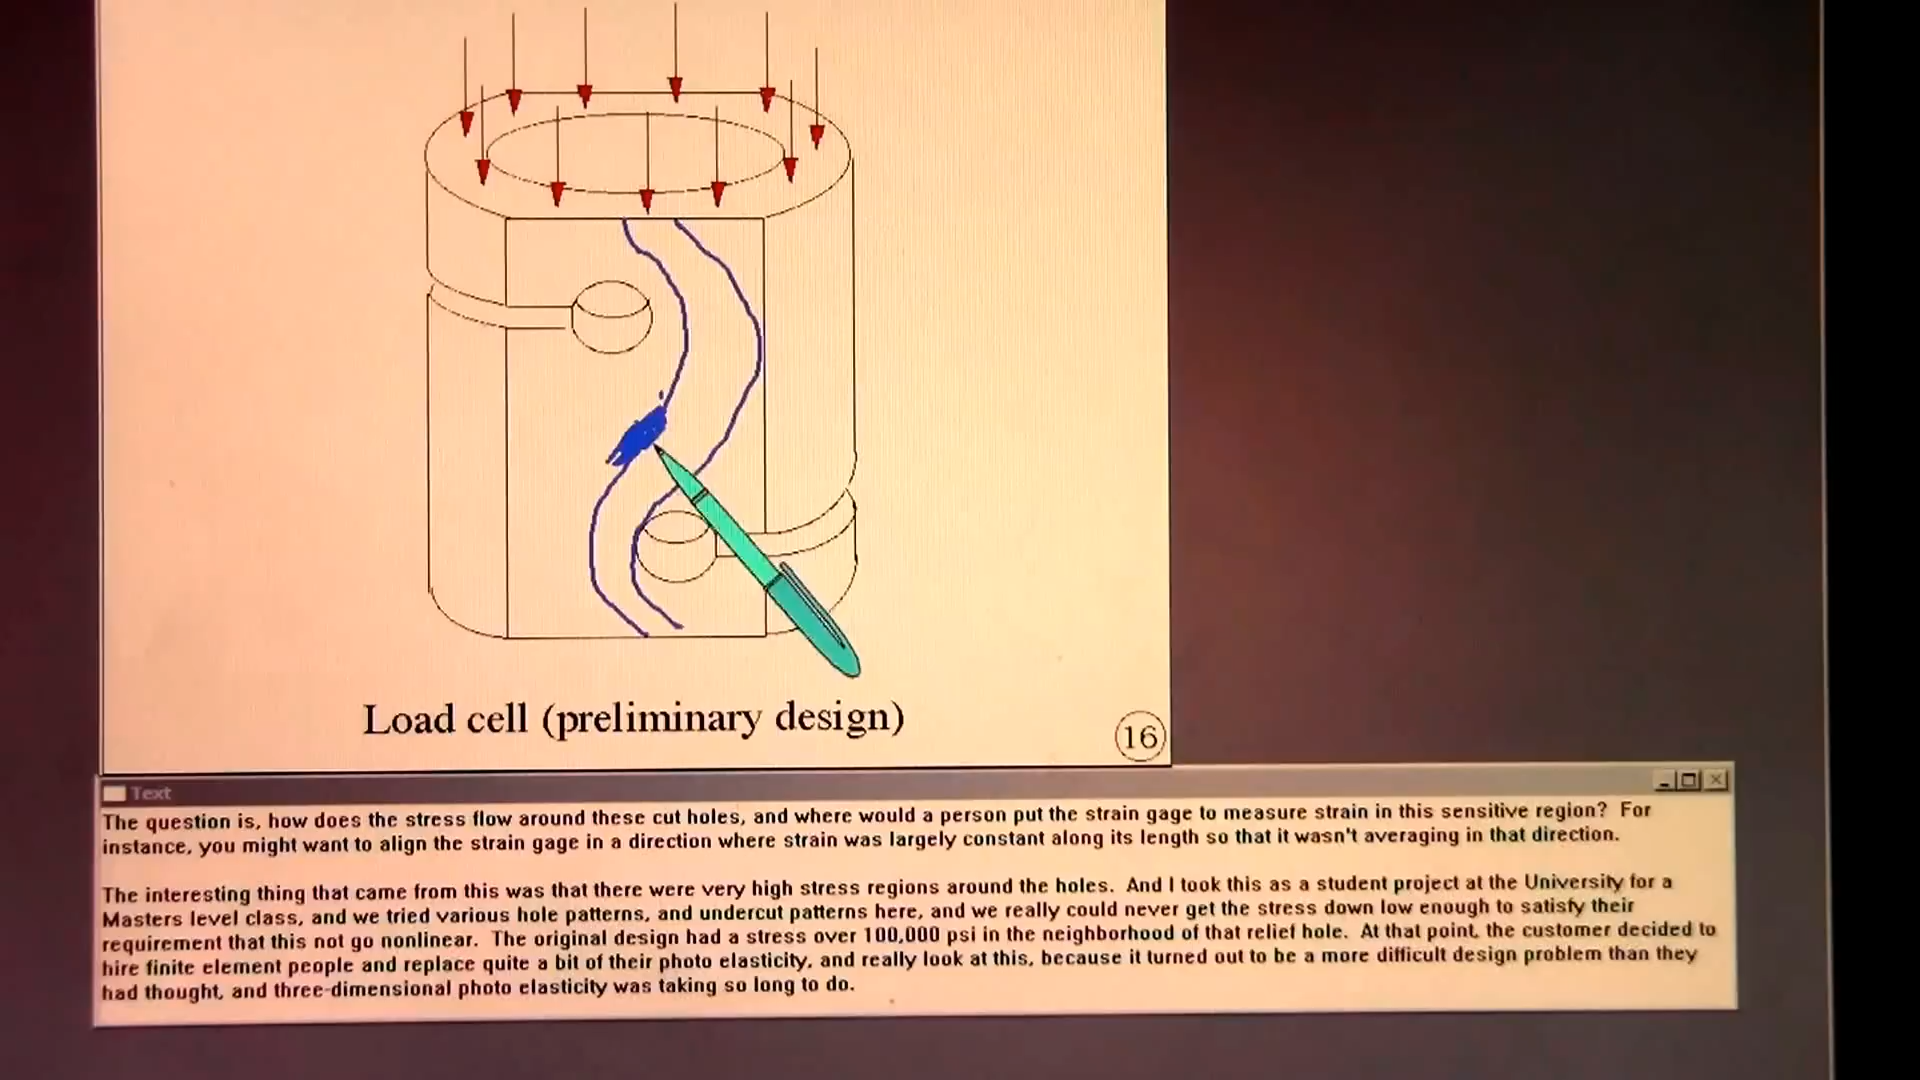 Load cell (preliminary design)
16
Text
The question is, how does the stress flow around these cut holes, and where would a person put the strain gage to measure strain in this sensitive region?  For
instance, you might want to align the strain gage in a direction where strain was largely constant along its length so that it wasn't averaging in that direction.
The interesting thing that came from this was that there were very high stress regions around the holes.  And I took this as a student project at the University for a
Masters level class, and we tried various hole patterns, and undercut patterns here, and we really could never get the stress down low enough to satisfy their
requirement that this not go nonlinear.  The original design had a stress over 100,000 psi in the neighborhood of that relief hole.  At that point, the customer decided to
hire finite element people and replace quite a bit of their photo elasticity, and really look at this, because it turned out to be a more difficult design problem than they
had thought, and three-dimensional photo elasticity was taking so long to do.